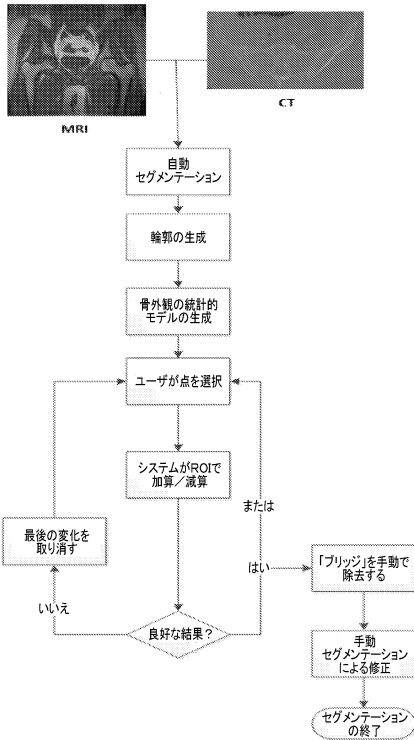 MRI
CT
自動
セグメンテーション
輪郭の生成
骨外観の統計的
モデルの生成
ユーザが点を選択
システムがROIで
加算／減算
または
最後の変化を
取り消す
はい
「ブリッジ」を手動で
除去する
いいえ
良好な結果？
手動
セグメンテーション
による修正
セグメンテーション
の終了